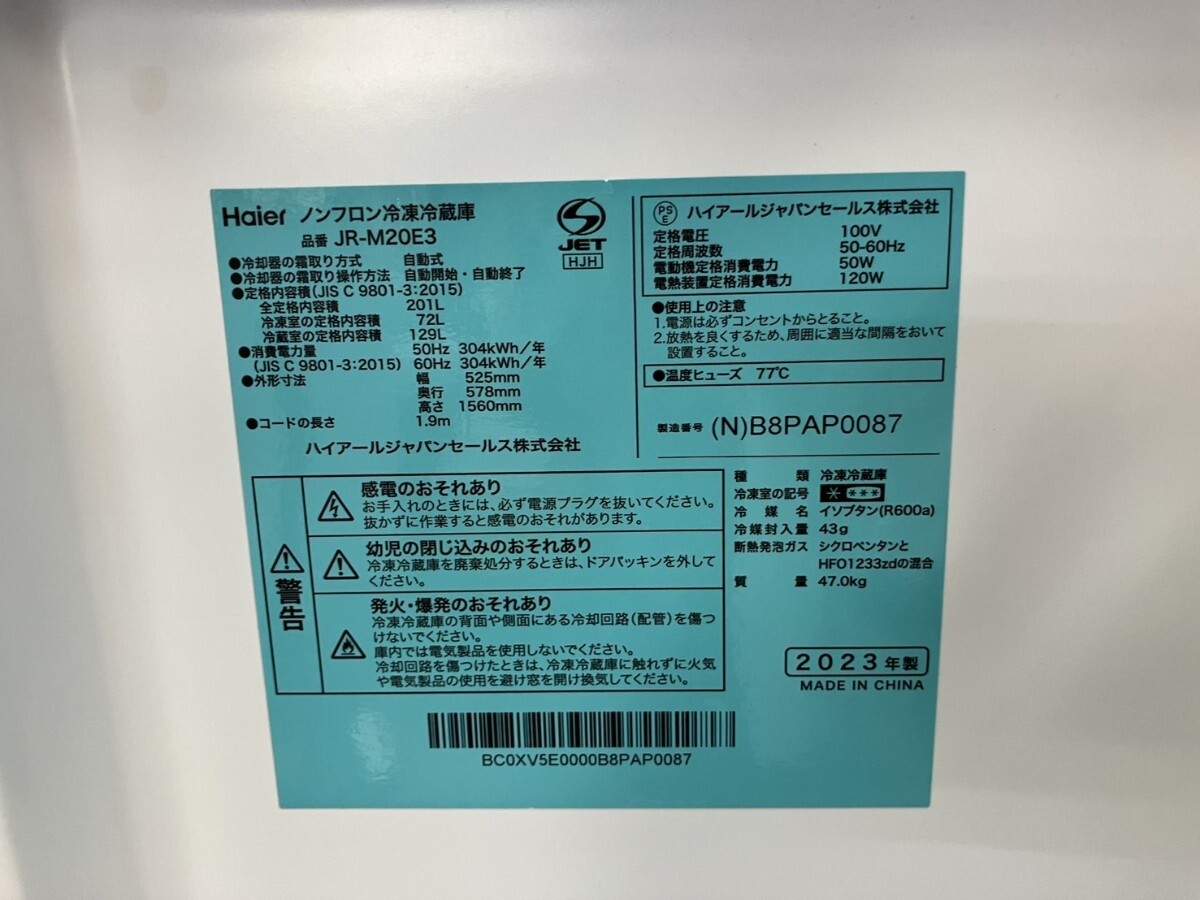 Haier ノンフロン冷凍冷蔵庫
品番 JR-M20E3
JET
HJH
●冷却器の霜取り方式 自動式
●冷却器の霜取り操作方法 自動開始・自動終了
●定格内容積(JIS C 9801-3:2015)
全定格内容積 201L
冷凍室の定格内容積 72L
冷蔵室の定格内容積 129L
●消費電力量 50Hz 304kWh/年
(JIS C 9801-3:2015) 60Hz 304kWh/年
●外形寸法 幅 525mm
奥行 578mm
高さ 1560mm
●コードの長さ 1.9m
ハイアールジャパンセールス株式会社
PS
E
ハイアールジャパンセールス株式会社
定格電圧 100V
定格周波数 50-60Hz
電動機定格消費電力 50W
電熱装置定格消費電力 120W
●使用上の注意
1.電源は必ずコンセントからとること。
2.放熱を良くするため、周囲に適当な間隔をおいて
設置すること。
●温度ヒューズ 77℃
製造番号 (N)B8PAP0087
警告
感電のおそれあり
お手入れのときには、必ず電源プラグを抜いてください。
抜かずに作業すると感電のおそれがあります。
幼児の閉じ込みのおそれあり
冷凍冷蔵庫を廃棄処分するときは、ドアパッキンを外して
ください。
発火・爆発のおそれあり
冷凍冷蔵庫の背面や側面にある冷却回路(配管)を傷つ
けないでください。
庫内では電気製品を使用しないでください。
冷却回路を傷つけたときは、冷凍冷蔵庫に触れずに火気
や電気製品の使用を避け窓を開け換気してください。
種類 冷凍冷蔵庫
冷凍室の記号 * ***
冷媒名 イソブタン(R600a)
冷媒封入量 43g
断熱発泡ガス シクロペンタンと
HFO1233zdの混合
質量 47.0kg
2023年製
MADE IN CHINA
BC0XV5E0000B8PAP0087